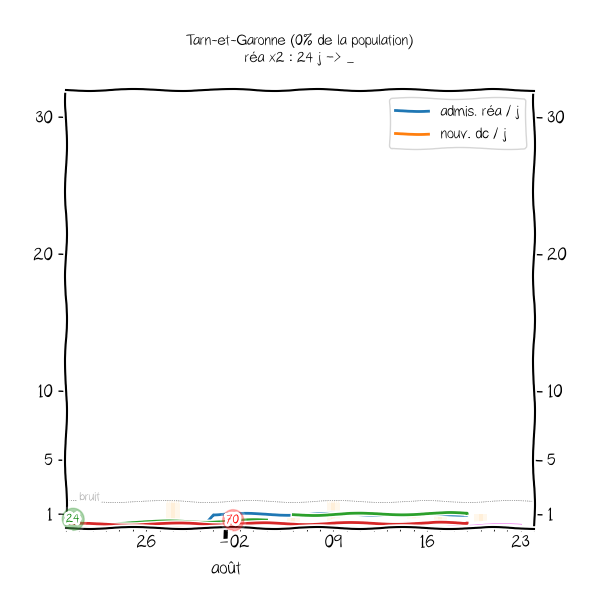 Tarn-et-Garonne (0% de la population)
réa x2 : 24 j -> _
admis. réa / j
nouv. dc / j
30
30
20
20
10
10
5
5
... bruit
1
24
70
1
26
02
09
16
23
août